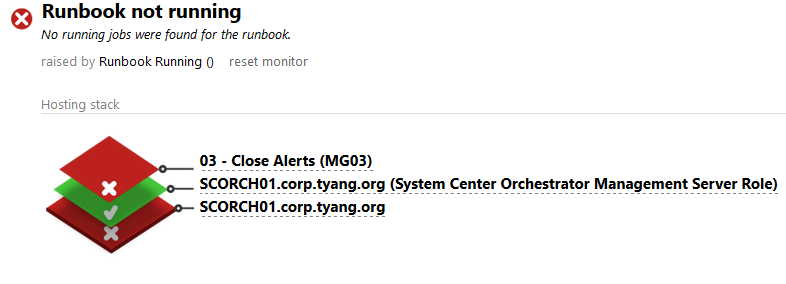 Runbook not running
No running jobs were found for the runbook.
raised by Runbook Running () reset monitor
Hosting stack
03 - Close Alerts (MG03)
SCORCH01.corp.tyang.org (System Center Orchestrator Management Server Role)
SCORCH01.corp.tyang.org